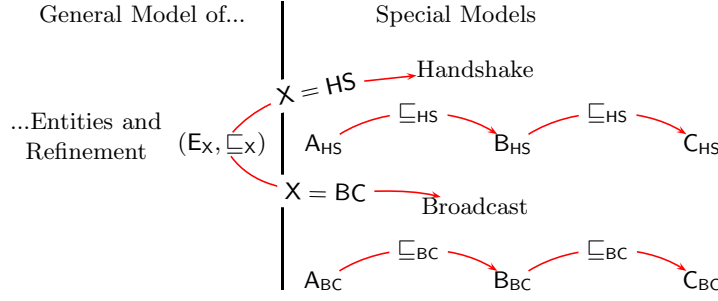 General Model of...
Special Models
X = HS
Handshake
...Entities and
Refinement
(E_X, ⊑_X)
A_HS ⊑_HS B_HS ⊑_HS C_HS
X = BC
Broadcast
A_BC ⊑_BC B_BC ⊑_BC C_BC